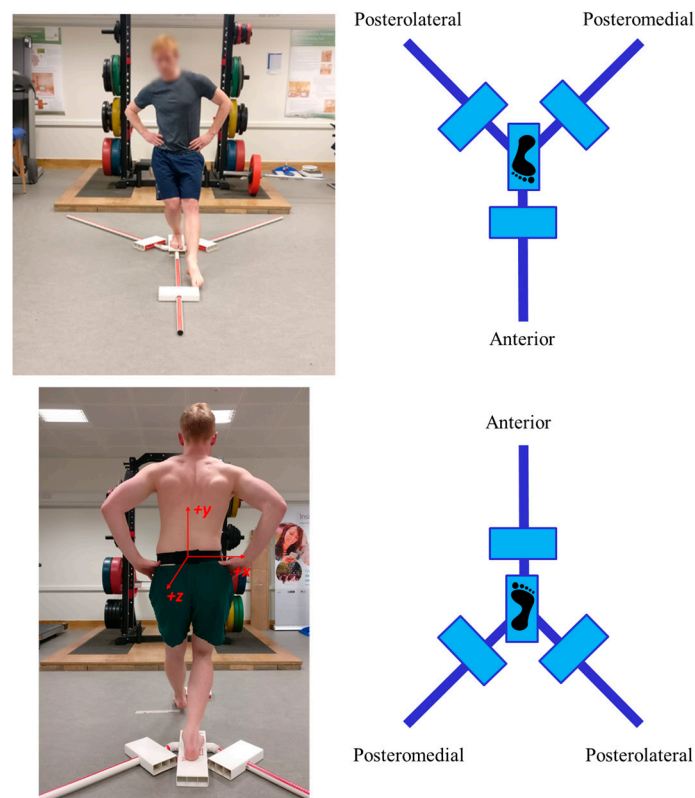 Posterolateral
Posteromedial
Anterior
Anterior
+y
+x
+z
Posteromedial
Posterolateral